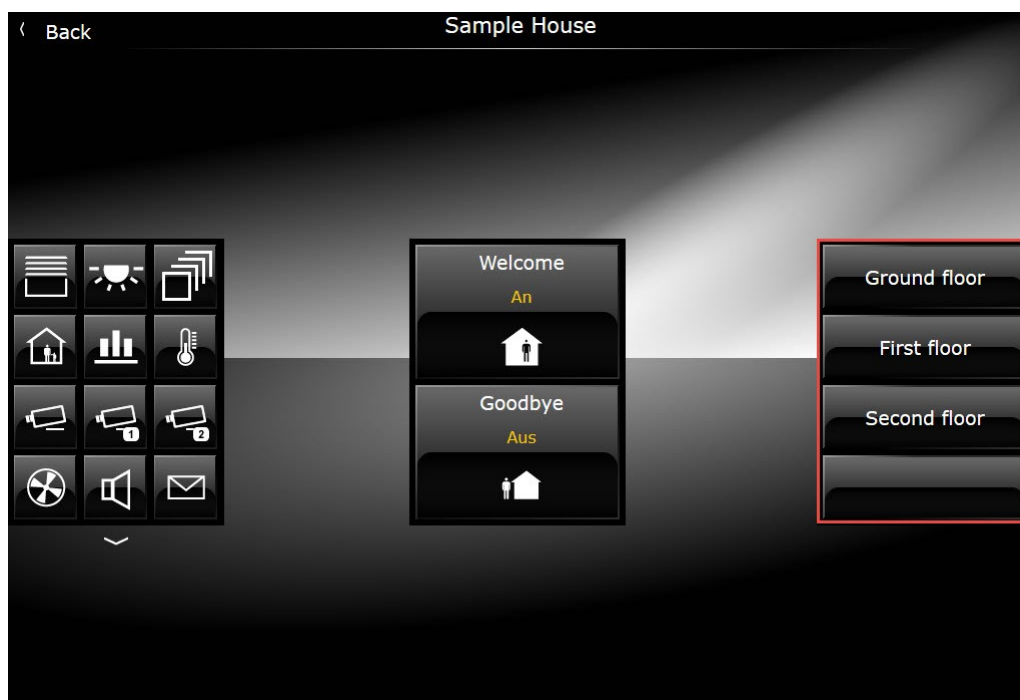 Back
Sample House
Welcome
An
Goodbye
Aus
1
2
Ground floor
First floor
Second floor